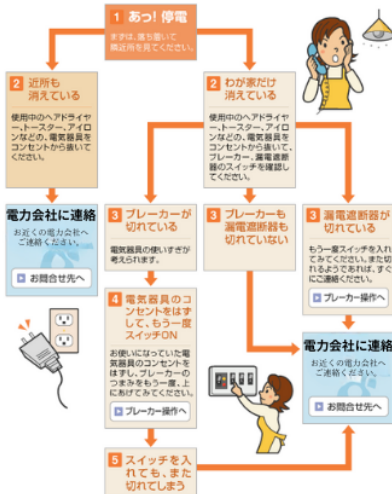 1 あっ! 停電
まずは、落ち着いて
隣近所を見てください。
2 近所も
消えている
使用中のヘアドライヤ
ー、トースター、アイロ
ンなどの、電気器具を
コンセントから抜いて
ください。
電力会社に連絡
お近くの電力会社へ
ご連絡ください。
お問合せ先へ
2 わが家だけ
消えている
使用中のヘアドライヤ
ー、トースター、アイロ
ンなどの、電気器具を
コンセントから抜いて、
ブレーカー、漏電遮断
器のスイッチを確認し
てください。
3 ブレーカーが
切れている
電気器具の使いすぎが
考えられます。
4 電気器具のコ
ンセントをはず
して、もう一度
スイッチON
お使いになっていた電
気器具のコンセントを
はずし、ブレーカーの
つまみをもう一度、上
にあげてみてください。
ブレーカー操作へ
5 スイッチを入
れても、また
切れてしまう
3 ブレーカーも
漏電遮断器も
切れていない
3 漏電遮断器が
切れている
もう一度スイッチを入れ
てみてください。また切
れるようであれば、すぐ
にご連絡ください。
ブレーカー操作へ
電力会社に連絡
お近くの電力会社へ
ご連絡ください。
お問合せ先へ